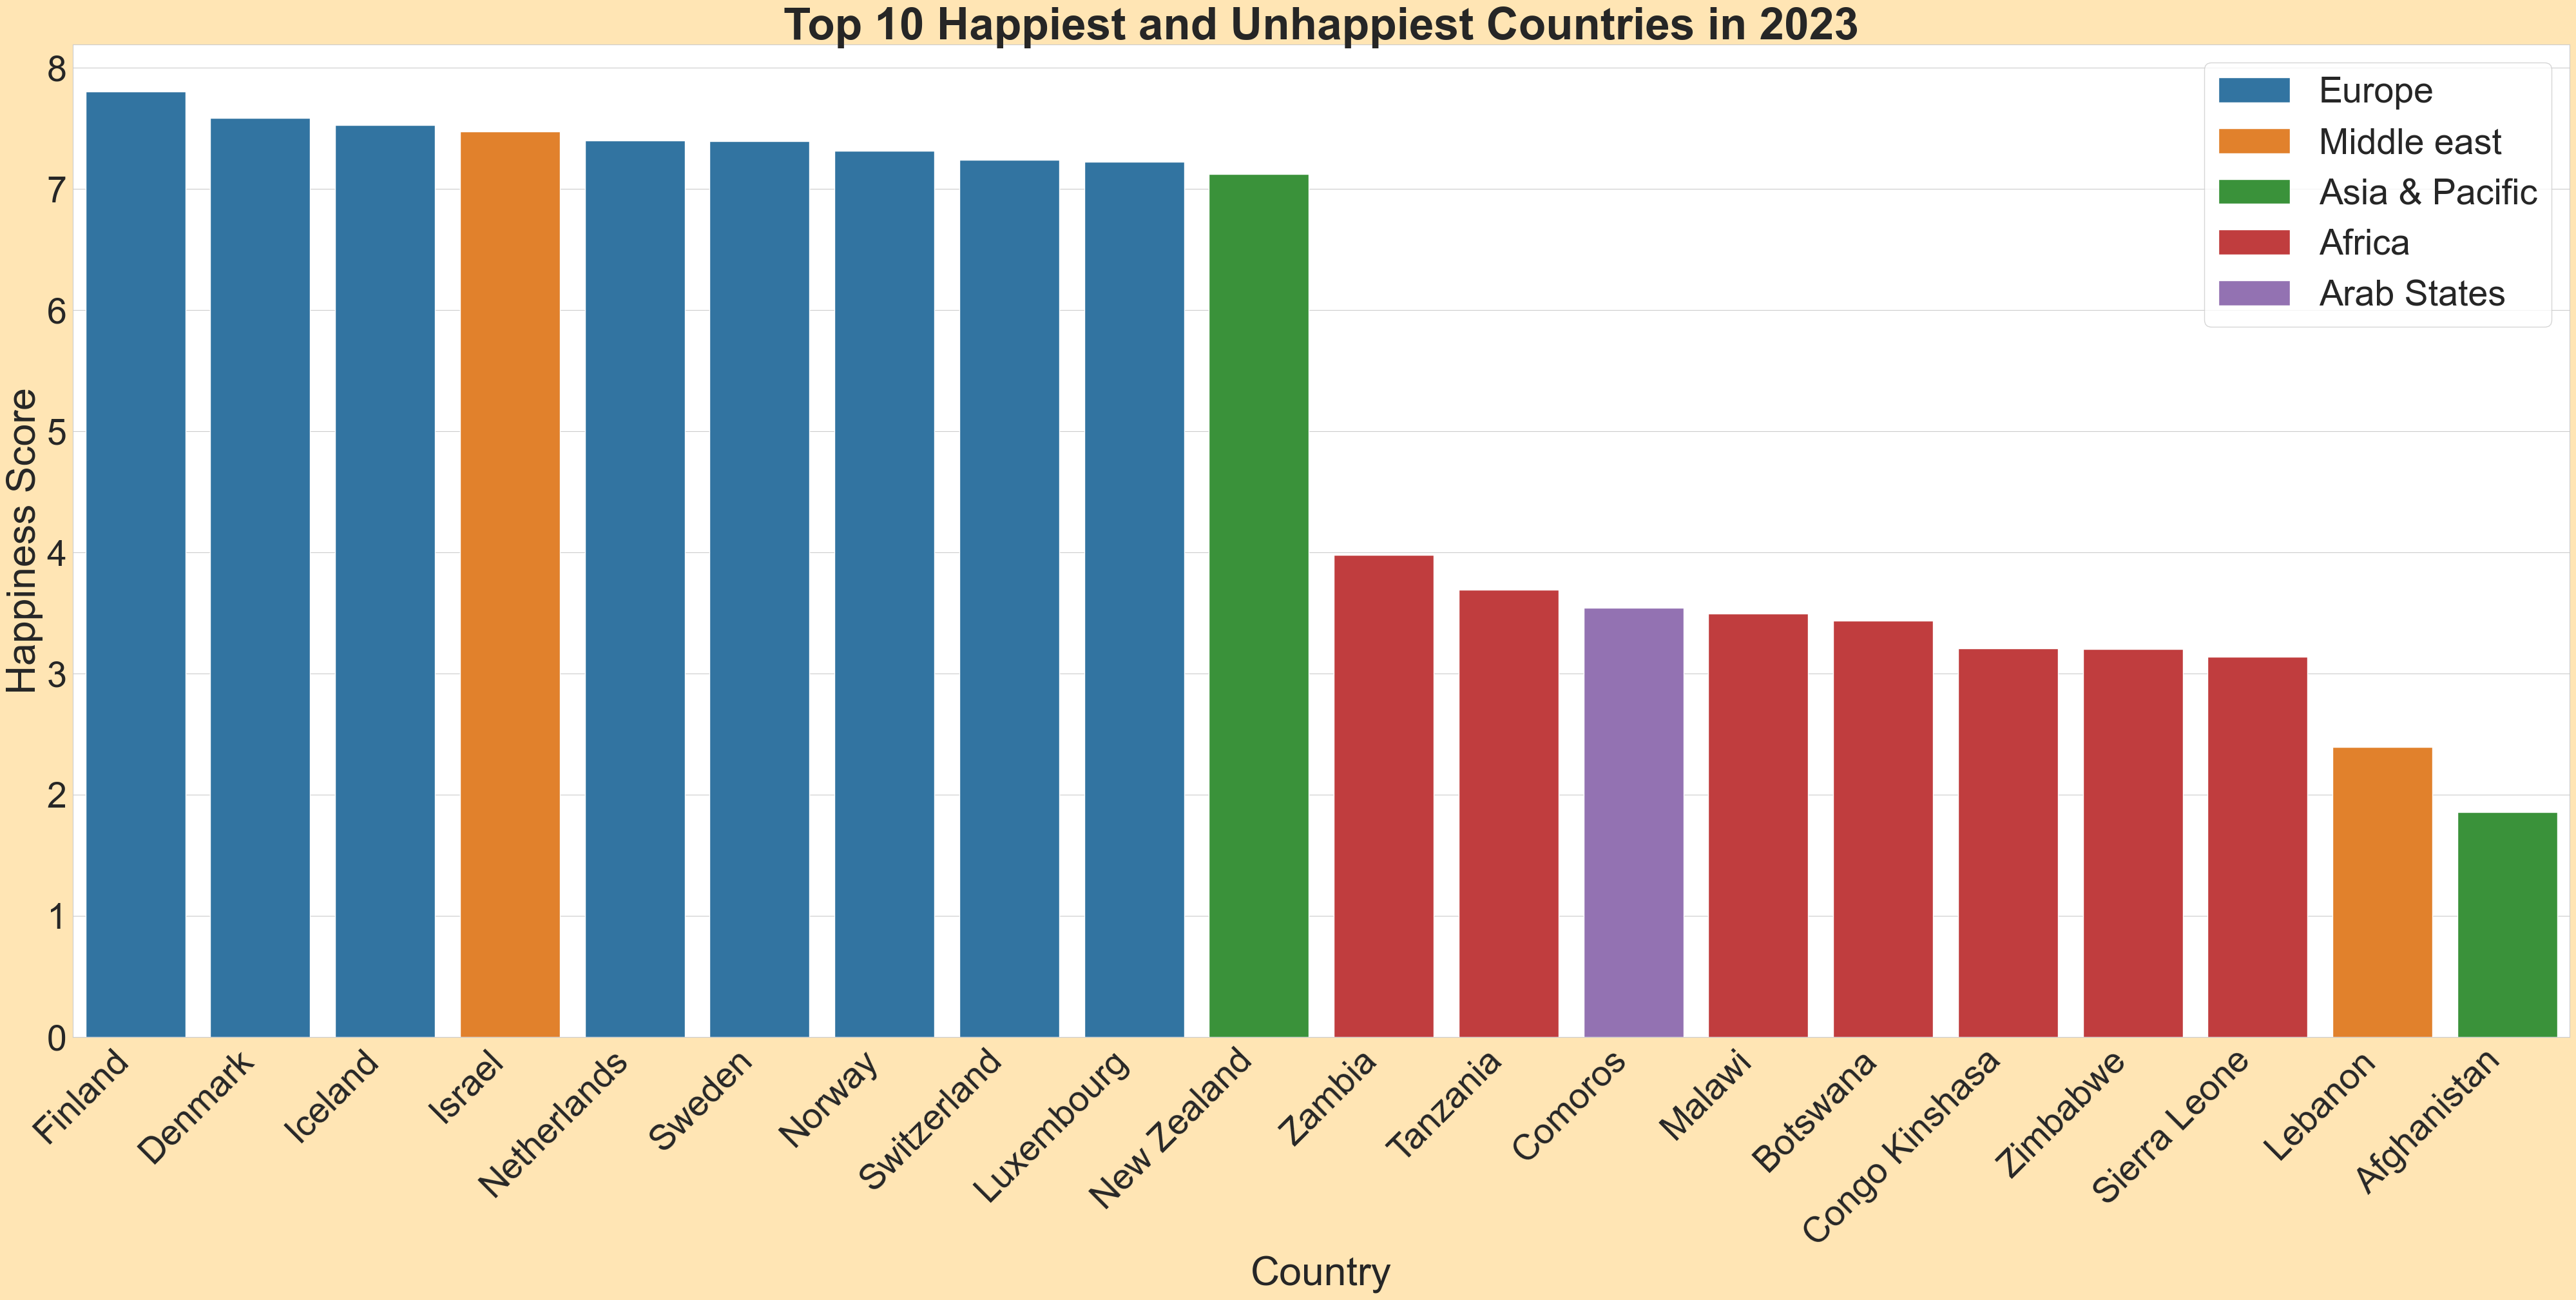 Top 10 Happiest and Unhappiest Countries in 2023
Happiness Score
8
7
6
5
4
3
2
1
0
Europe
Middle east
Asia & Pacific
Africa
Arab States
Finland
Denmark
Iceland
Israel
Netherlands
Sweden
Norway
Switzerland
Luxembourg
New Zealand
Zambia
Tanzania
Comoros
Malawi
Botswana
Congo Kinshasa
Zimbabwe
Sierra Leone
Lebanon
Afghanistan
Country